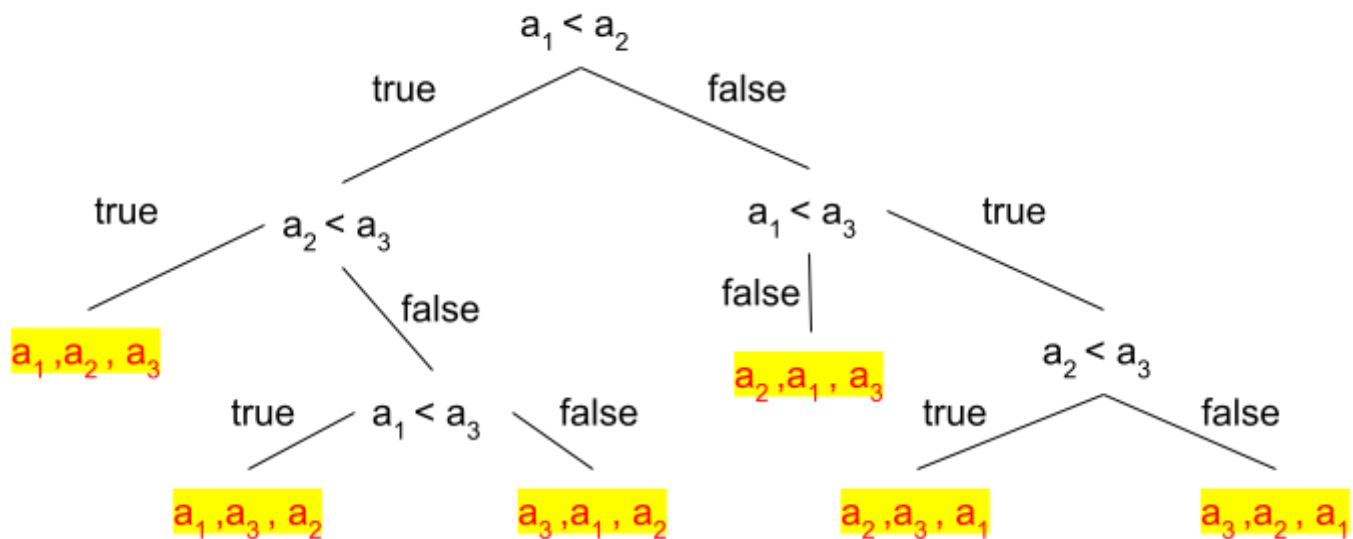 a₁ < a₂
true false
true a₂ < a₃ a₁ < a₃ true
false false
a₁ ,a₂ , a₃ a₂ ,a₁ , a₃ a₂ < a₃
true a₁ < a₃ false true false
a₁ ,a₃ , a₂ a₃ ,a₁ , a₂ a₂ ,a₃ , a₁ a₃ ,a₂ , a₁